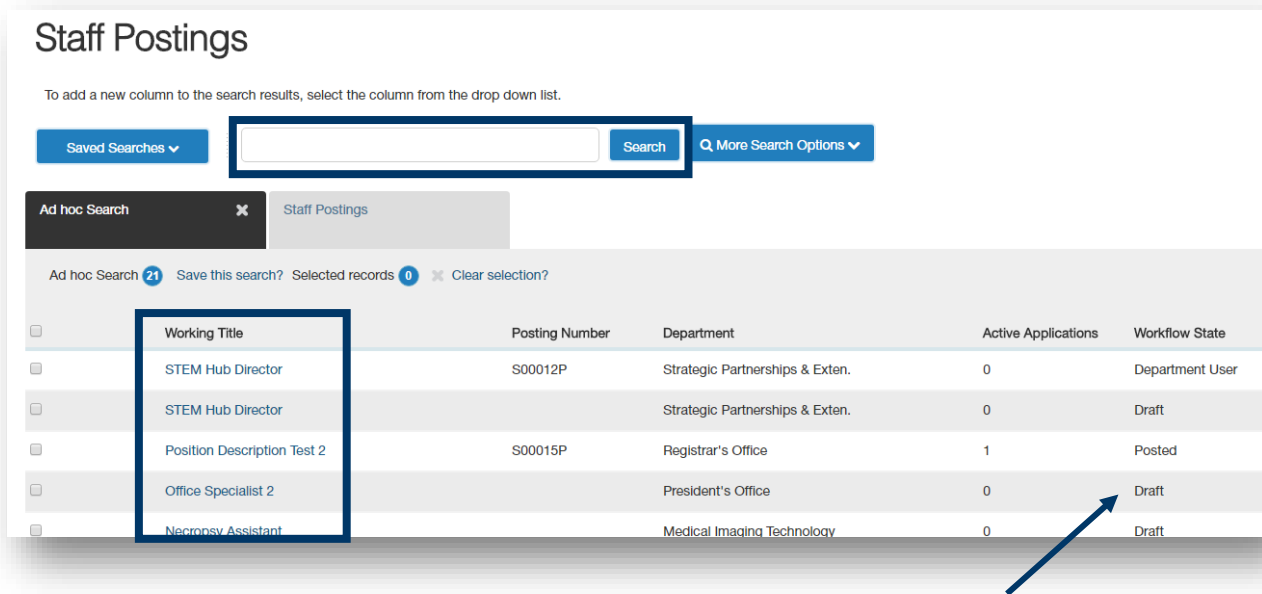 Staff Postings
To add a new column to the search results, select the column from the drop down list.
Saved Searches Search More Search Options
Ad hoc Search Staff Postings
Ad hoc Search 21 Save this search? Selected records 0 Clear selection?
Working Title Posting Number Department Active Applications Workflow State
STEM Hub Director S00012P Strategic Partnerships & Exten. 0 Department User
STEM Hub Director Strategic Partnerships & Exten. 0 Draft
Position Description Test 2 S00015P Registrar's Office 1 Posted
Office Specialist 2 President's Office 0 Draft
Necropsy Assistant Medical Imaging Technology 0 Draft